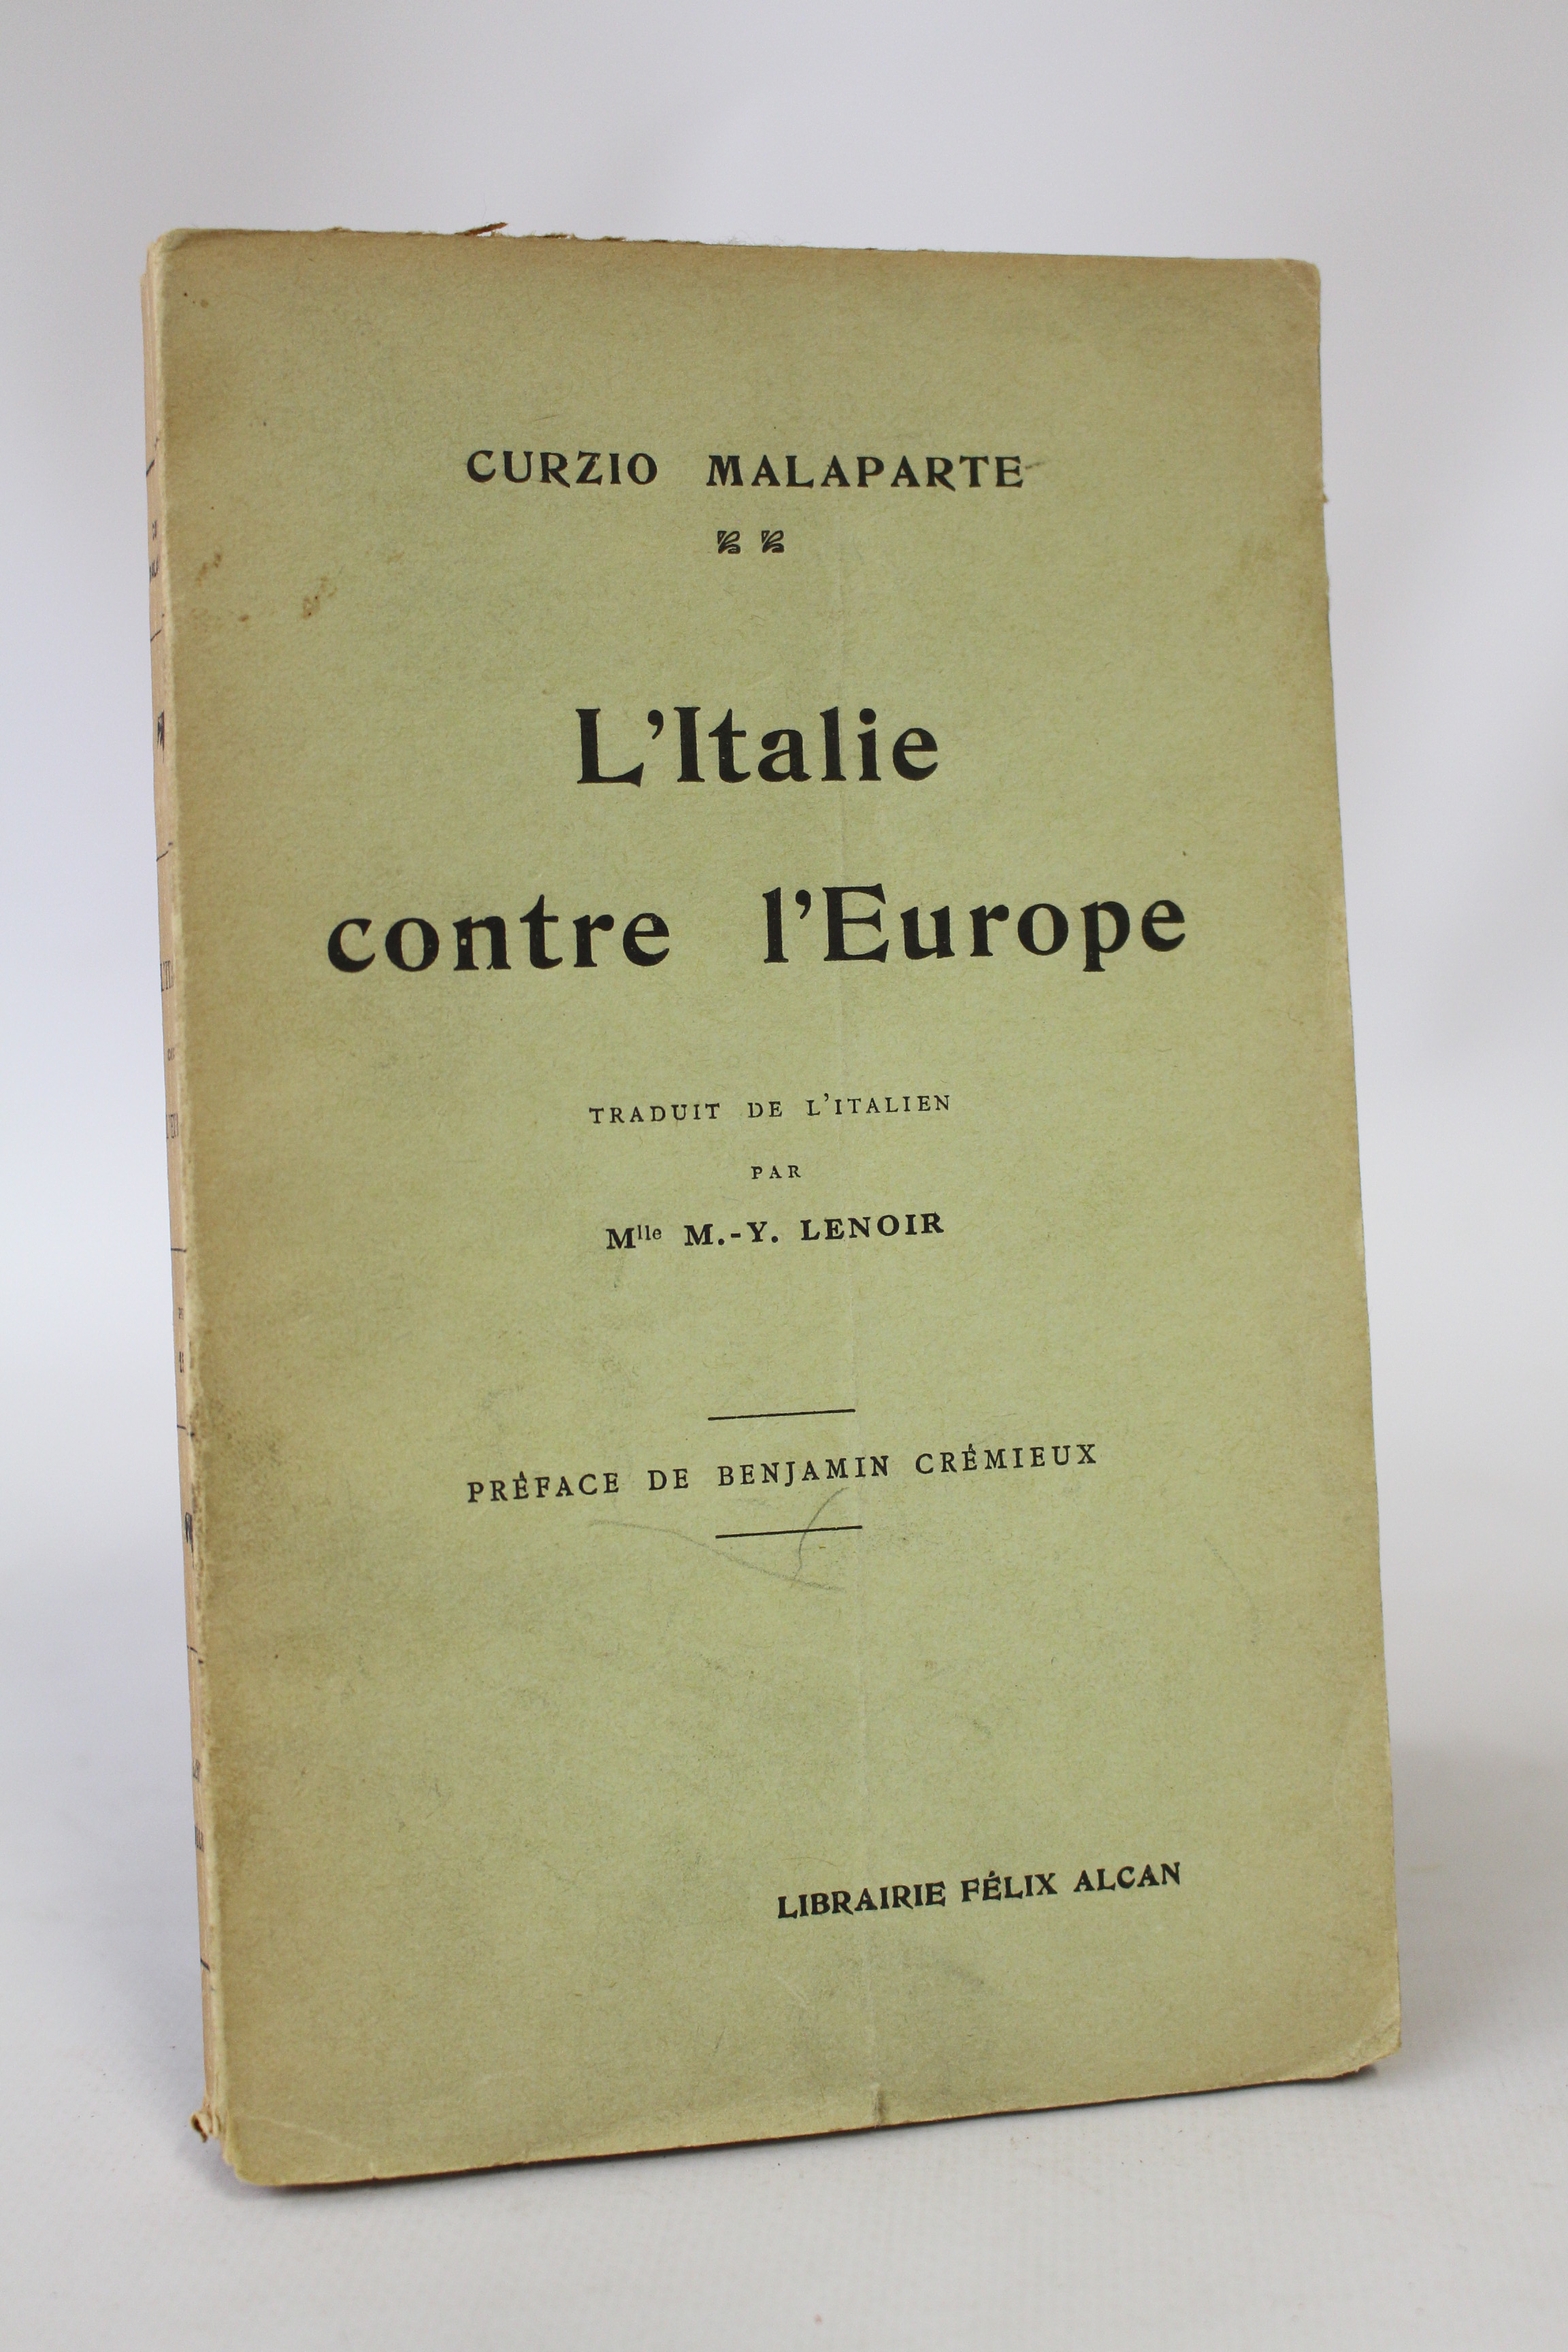 CURZIO MALAPARTE
L'Italie
contre l'Europe
TRADUIT DE L'ITALIEN
PAR
Mlle M.-Y. LENOIR
PRÉFACE DE BENJAMIN CRÉMIEUX
LIBRAIRIE FÉLIX ALCAN